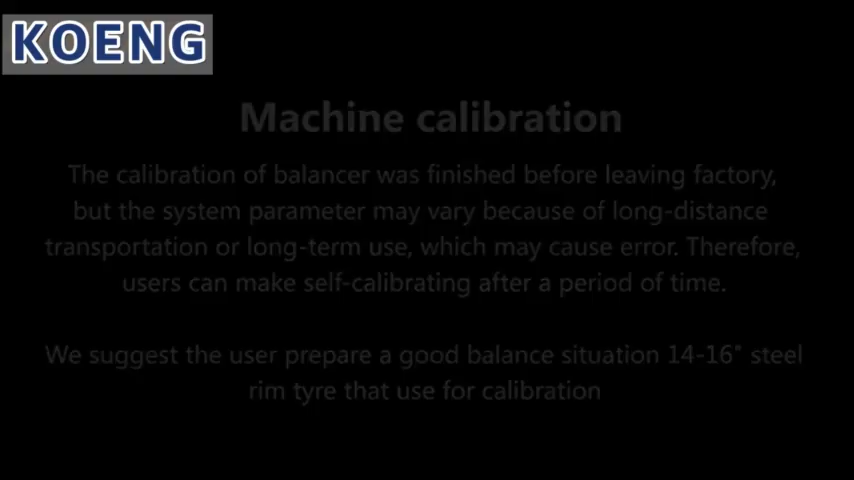 KOENG
Machine calibration
The calibration of balancer was finished before leaving factory,
but the system parameter may vary because of long-distance
transportation or long-term use, which may cause error. Therefore,
users can make self-calibrating after a period of time.
We suggest the user prepare a good balance situation 14-16" steel
rim tyre that use for calibration